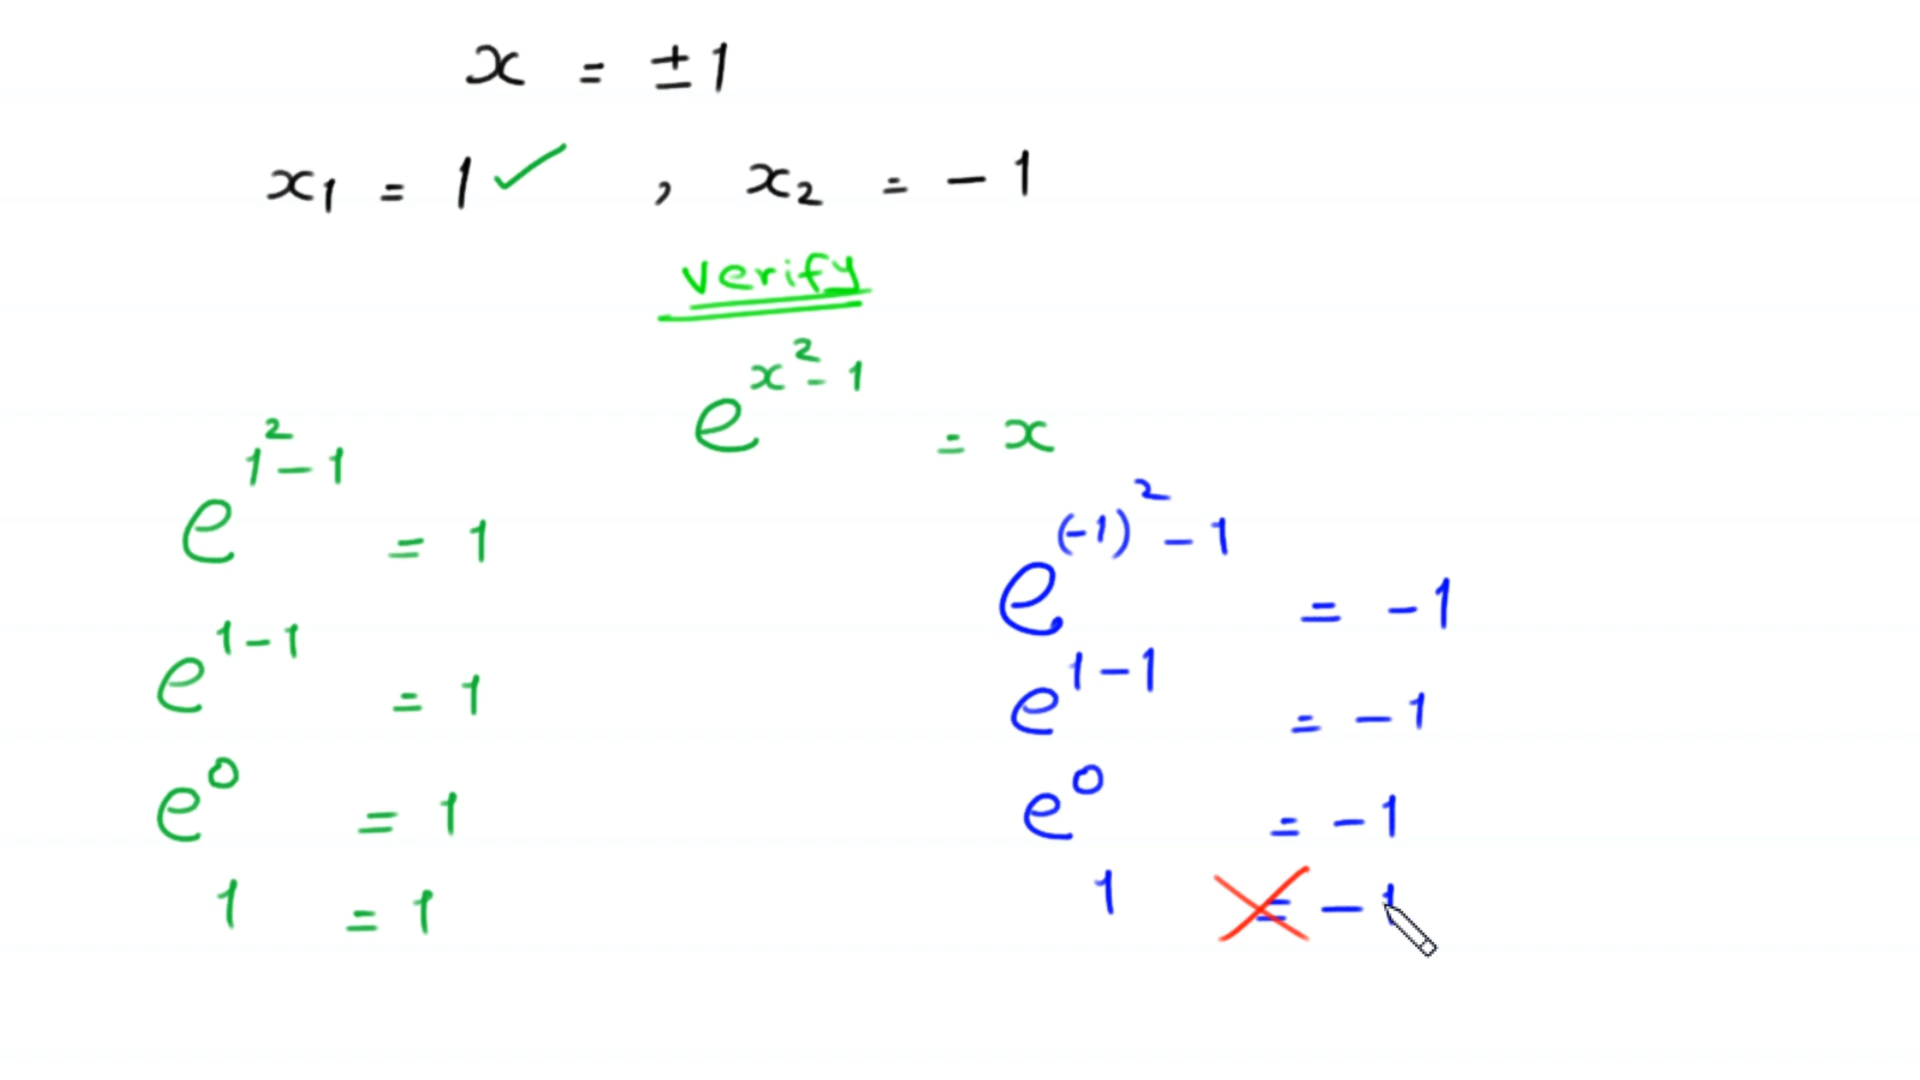 x = ±1
x₁ = 1 ✓ , x₂ = -1
verify
e^(x²-1) = x
e^(1²-1) = 1
e^(1-1) = 1
e^0 = 1
1 = 1
e^((-1)²-1) = -1
e^(1-1) = -1
e^0 = -1
1 = -1